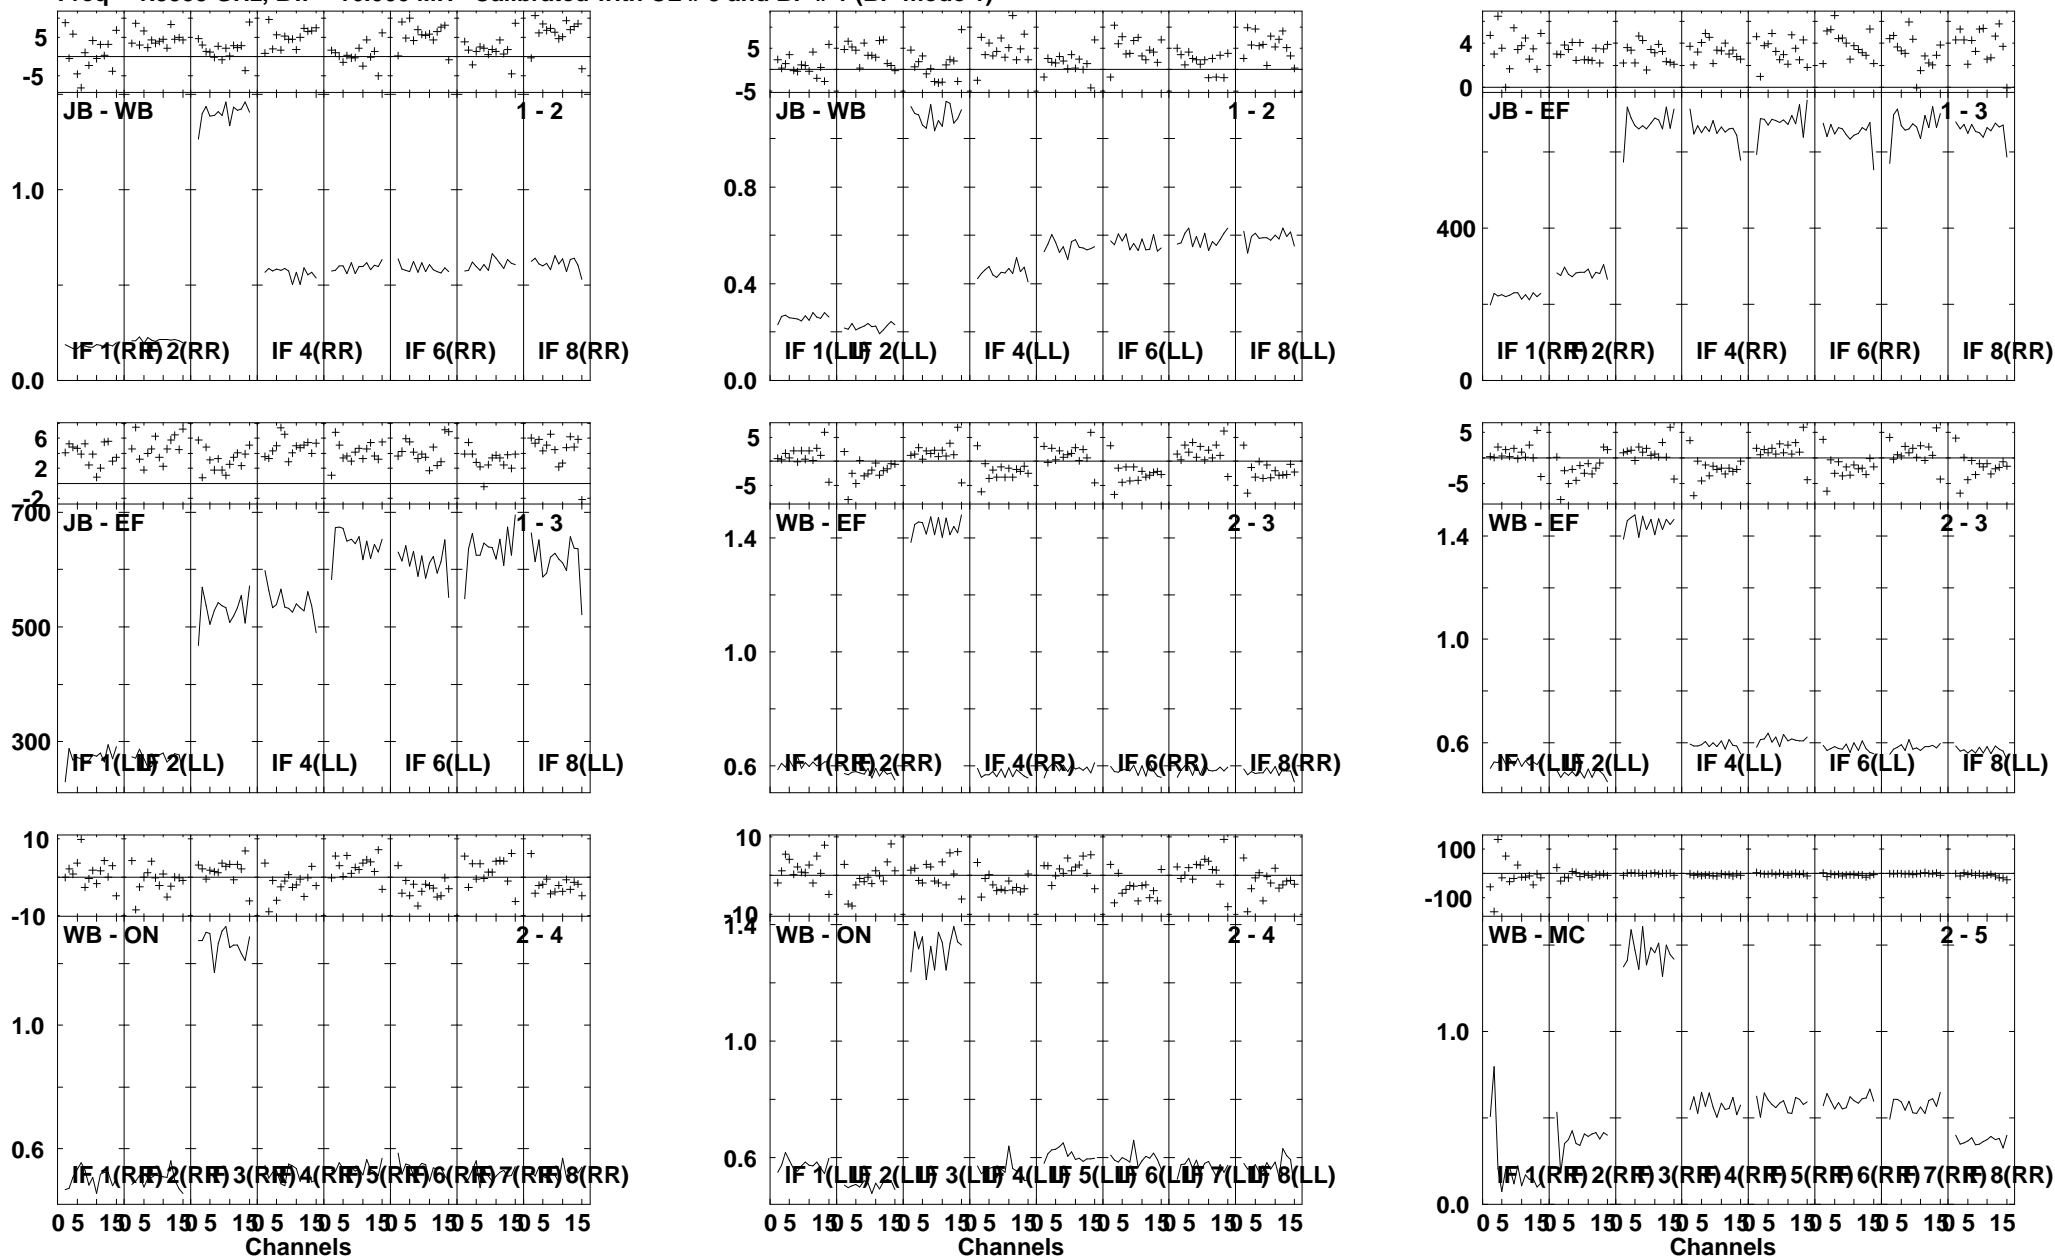 5
-5
JB - WB 1 - 2
1.0
0.0
IF 1(RR) IF 2(RR) IF 4(RR) IF 6(RR) IF 8(RR)
5
-5
JB - WB 1 - 2
0.8
0.4
0.0
IF 1(LL) IF 2(LL) IF 4(LL) IF 6(LL) IF 8(LL)
4
0
JB - EF 1 - 3
400
0
IF 1(RR) IF 2(RR) IF 4(RR) IF 6(RR) IF 8(RR)
6
2
-2
700
JB - EF 1 - 3
500
300
IF 1(LL) IF 2(LL) IF 4(LL) IF 6(LL) IF 8(LL)
5
-5
WB - EF 2 - 3
1.4
1.0
0.6
IF 1(RR) IF 2(RR) IF 4(RR) IF 6(RR) IF 8(RR)
5
-5
WB - EF 2 - 3
1.4
1.0
0.6
IF 1(LL) IF 2(LL) IF 4(LL) IF 6(LL) IF 8(LL)
10
-10
WB - ON 2 - 4
1.0
0.6
IF 1(RR) IF 2(RR) IF 3(RR) IF 4(RR) IF 5(RR) IF 6(RR) IF 7(RR) IF 8(RR)
0 5 15 0 5 15 0 5 15 0 5 15 0 5 15 0 5 15 0 5 15 0 5 15
Channels
10
-10
1.4
WB - ON 2 - 4
1.0
0.6
IF 1(LL) IF 2(LL) IF 3(LL) IF 4(LL) IF 5(LL) IF 6(LL) IF 7(LL) IF 8(LL)
0 5 15 0 5 15 0 5 15 0 5 15 0 5 15 0 5 15 0 5 15 0 5 15
Channels
100
-100
WB - MC 2 - 5
1.0
0.0
IF 1(RR) IF 2(RR) IF 3(RR) IF 4(RR) IF 5(RR) IF 6(RR) IF 7(RR) IF 8(RR)
0 5 15 0 5 15 0 5 15 0 5 15 0 5 15 0 5 15 0 5 15 0 5 15
Channels